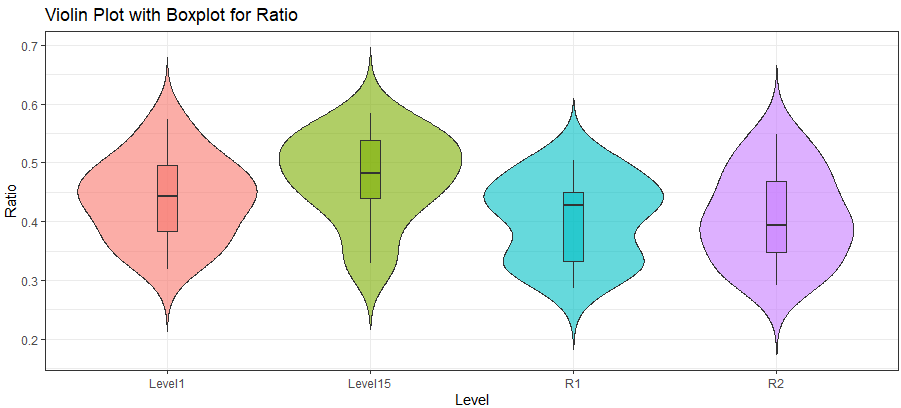 Violin Plot with Boxplot for Ratio
0.7
0.6
0.5
0.4
0.3
0.2
Ratio
Level1 Level15 R1 R2
Level